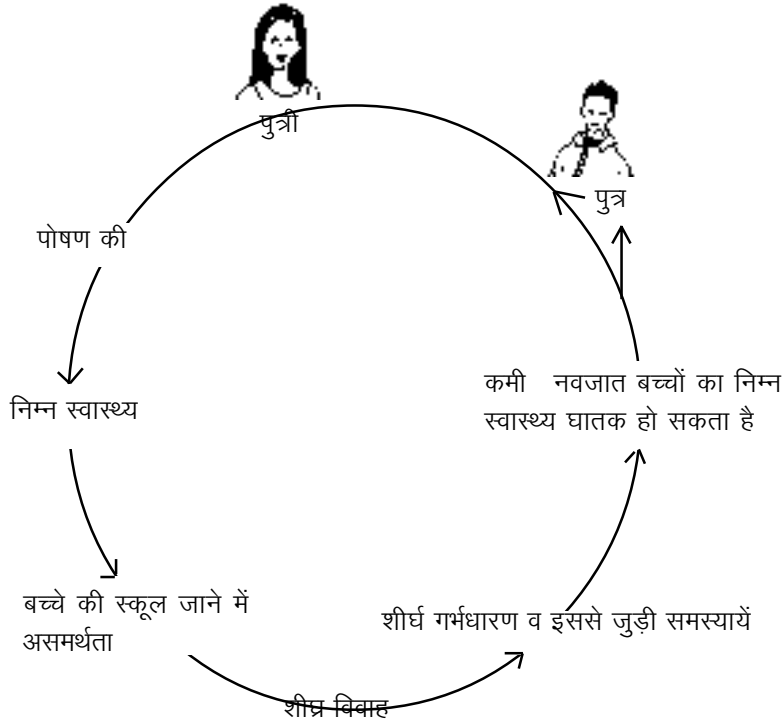 पुत्री
पुत्र
पोषण की
निम्न स्वास्थ्य
कमी नवजात बच्चों का निम्न
स्वास्थ्य घातक हो सकता है
बच्चे की स्कूल जाने में
असमर्थता
शीर्घ गर्भधारण व इससे जुड़ी समस्यायें
शीघ्र विवाह